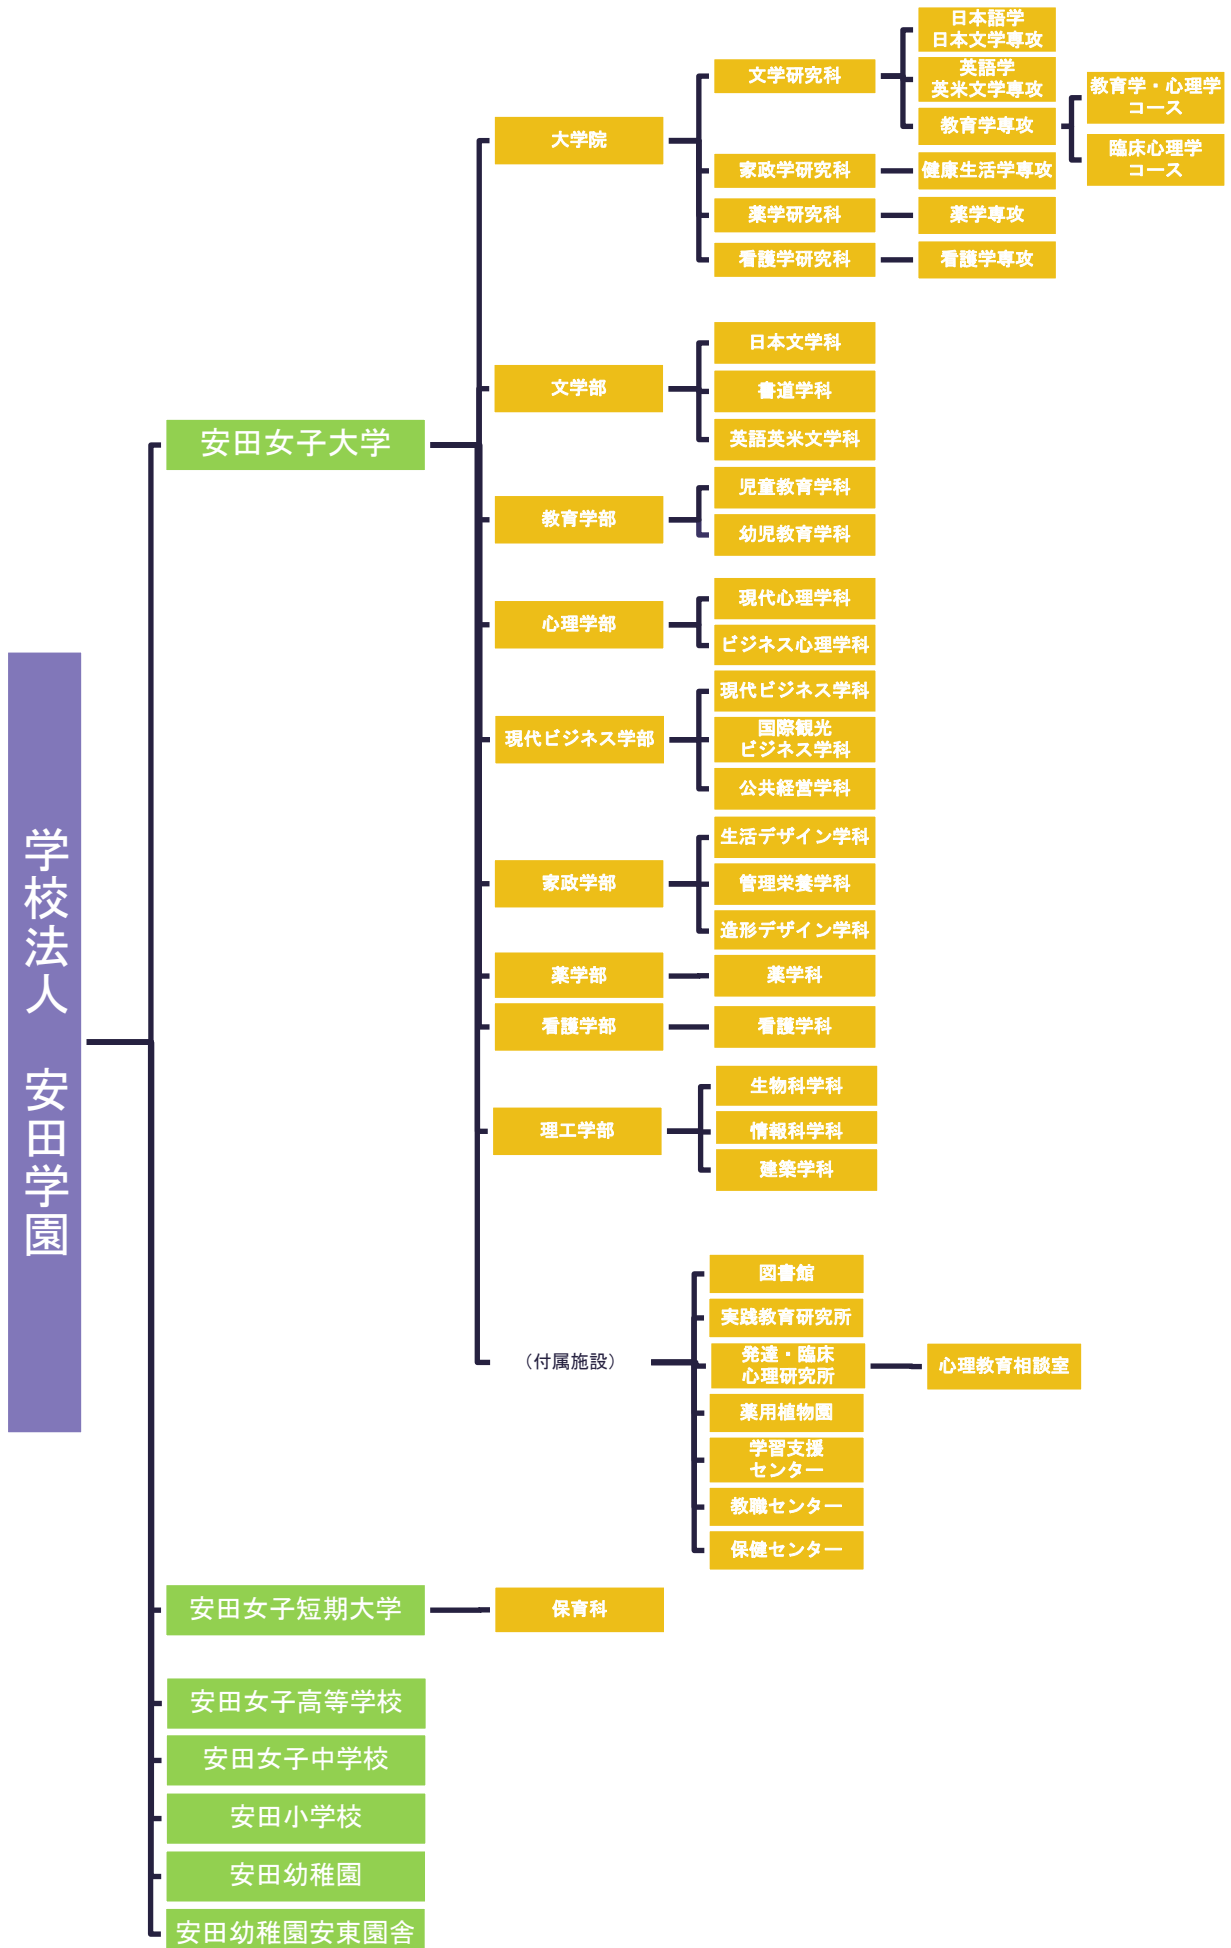 学校法人　安田学園
安田女子大学
大学院
文学研究科
日本語学
日本文学専攻
英語学
英米文学専攻
教育学専攻
教育学・心理学
コース
臨床心理学
コース
家政学研究科
健康生活学専攻
薬学研究科
薬学専攻
看護学研究科
看護学専攻
文学部
日本文学科
書道学科
英語英米文学科
教育学部
児童教育学科
幼児教育学科
心理学部
現代心理学科
ビジネス心理学科
現代ビジネス学部
現代ビジネス学科
国際観光
ビジネス学科
公共経営学科
家政学部
生活デザイン学科
管理栄養学科
造形デザイン学科
薬学部
薬学科
看護学部
看護学科
理工学部
生物科学科
情報科学科
建築学科
（付属施設）
図書館
実践教育研究所
発達・臨床
心理研究所
心理教育相談室
薬用植物園
学習支援
センター
教職センター
保健センター
安田女子短期大学
保育科
安田女子高等学校
安田女子中学校
安田小学校
安田幼稚園
安田幼稚園安東園舎